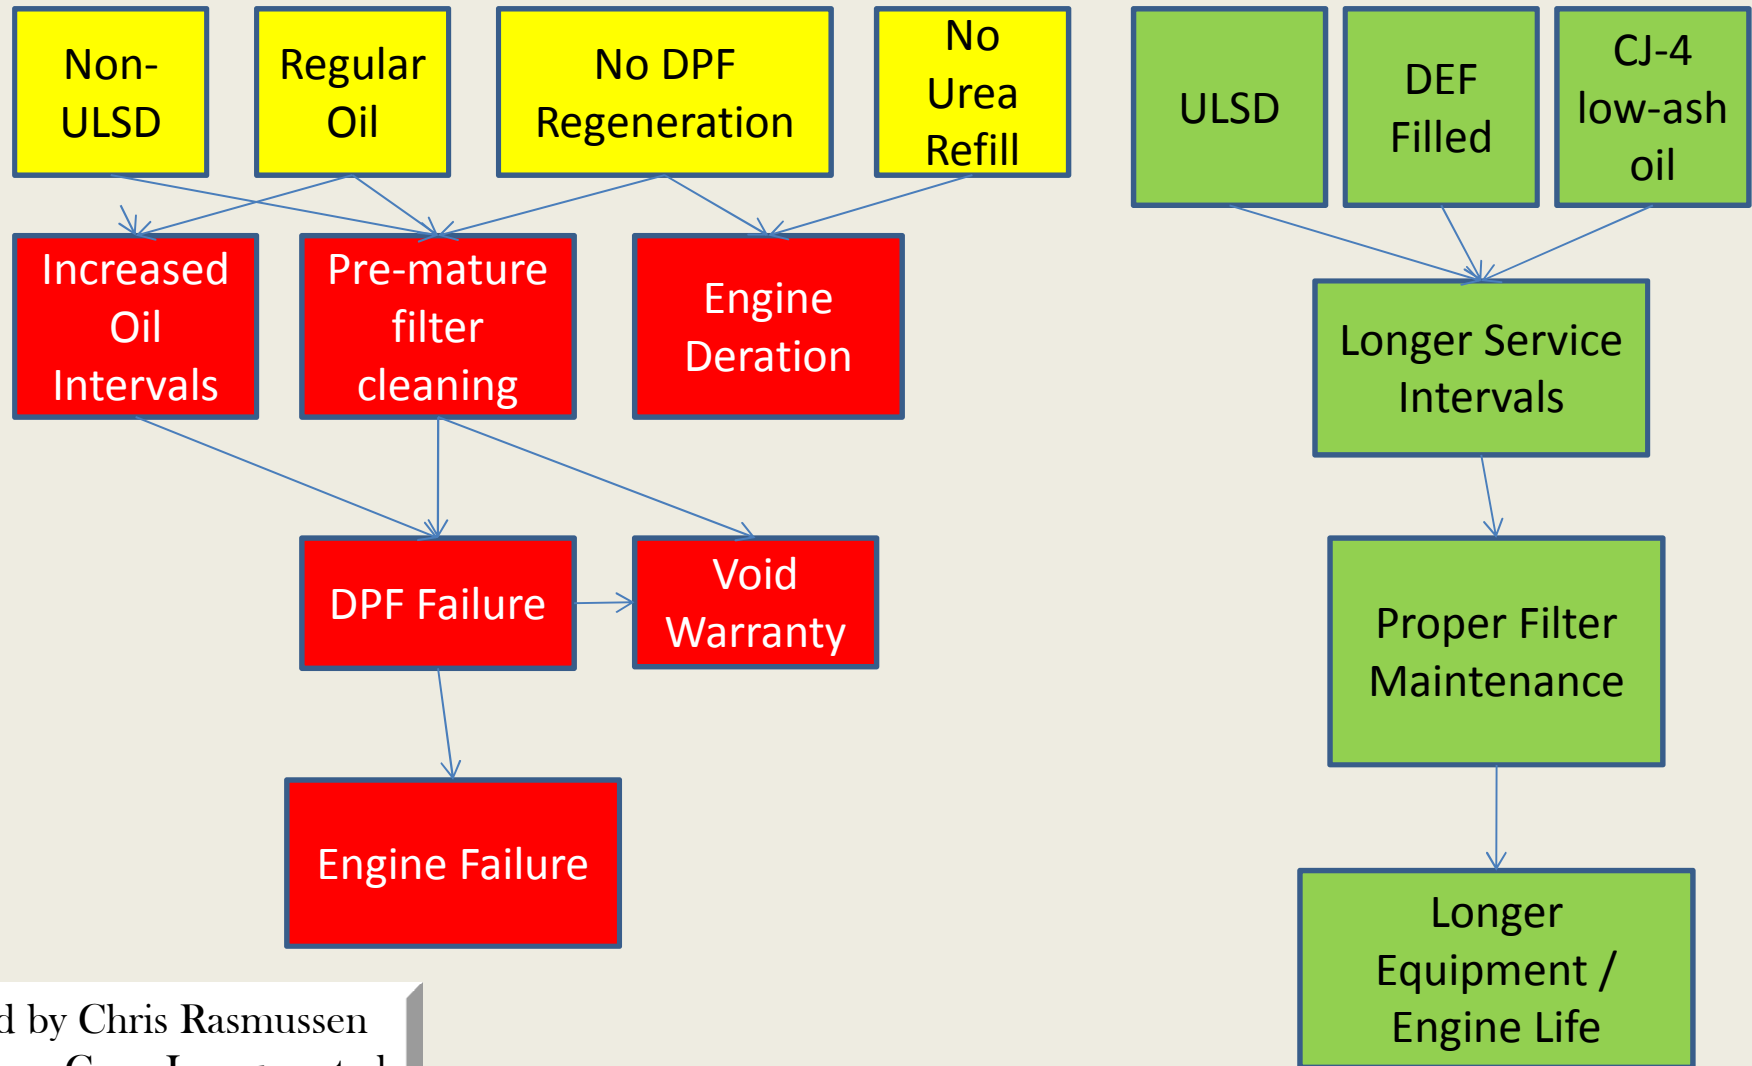 Non-
ULSD
Regular
Oil
No DPF
Regeneration
No
Urea
Refill
ULSD
DEF
Filled
CJ-4
low-ash
oil
Increased
Oil
Intervals
Pre-mature
filter
cleaning
Engine
Deration
Longer Service
Intervals
DPF Failure
Void
Warranty
Proper Filter
Maintenance
Engine Failure
Longer
Equipment /
Engine Life
by Chris Rasmussen